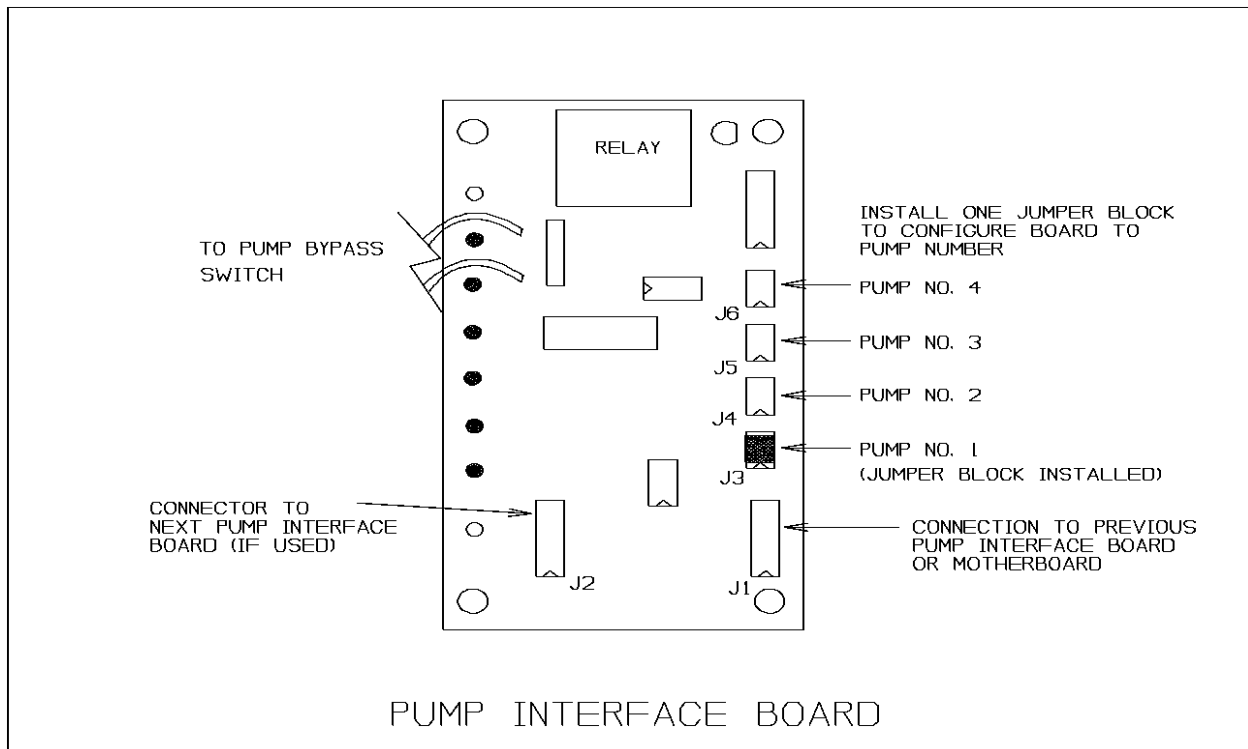 RELAY
TO PUMP BYPASS
SWITCH
INSTALL ONE JUMPER BLOCK
TO CONFIGURE BOARD TO
PUMP NUMBER
PUMP NO. 4
J6
PUMP NO. 3
J5
PUMP NO. 2
J4
PUMP NO. 1
(JUMPER BLOCK INSTALLED)
J3
CONNECTOR TO
NEXT PUMP INTERFACE
BOARD (IF USED)
J2
CONNECTION TO PREVIOUS
PUMP INTERFACE BOARD
OR MOTHERBOARD
J1
PUMP INTERFACE BOARD